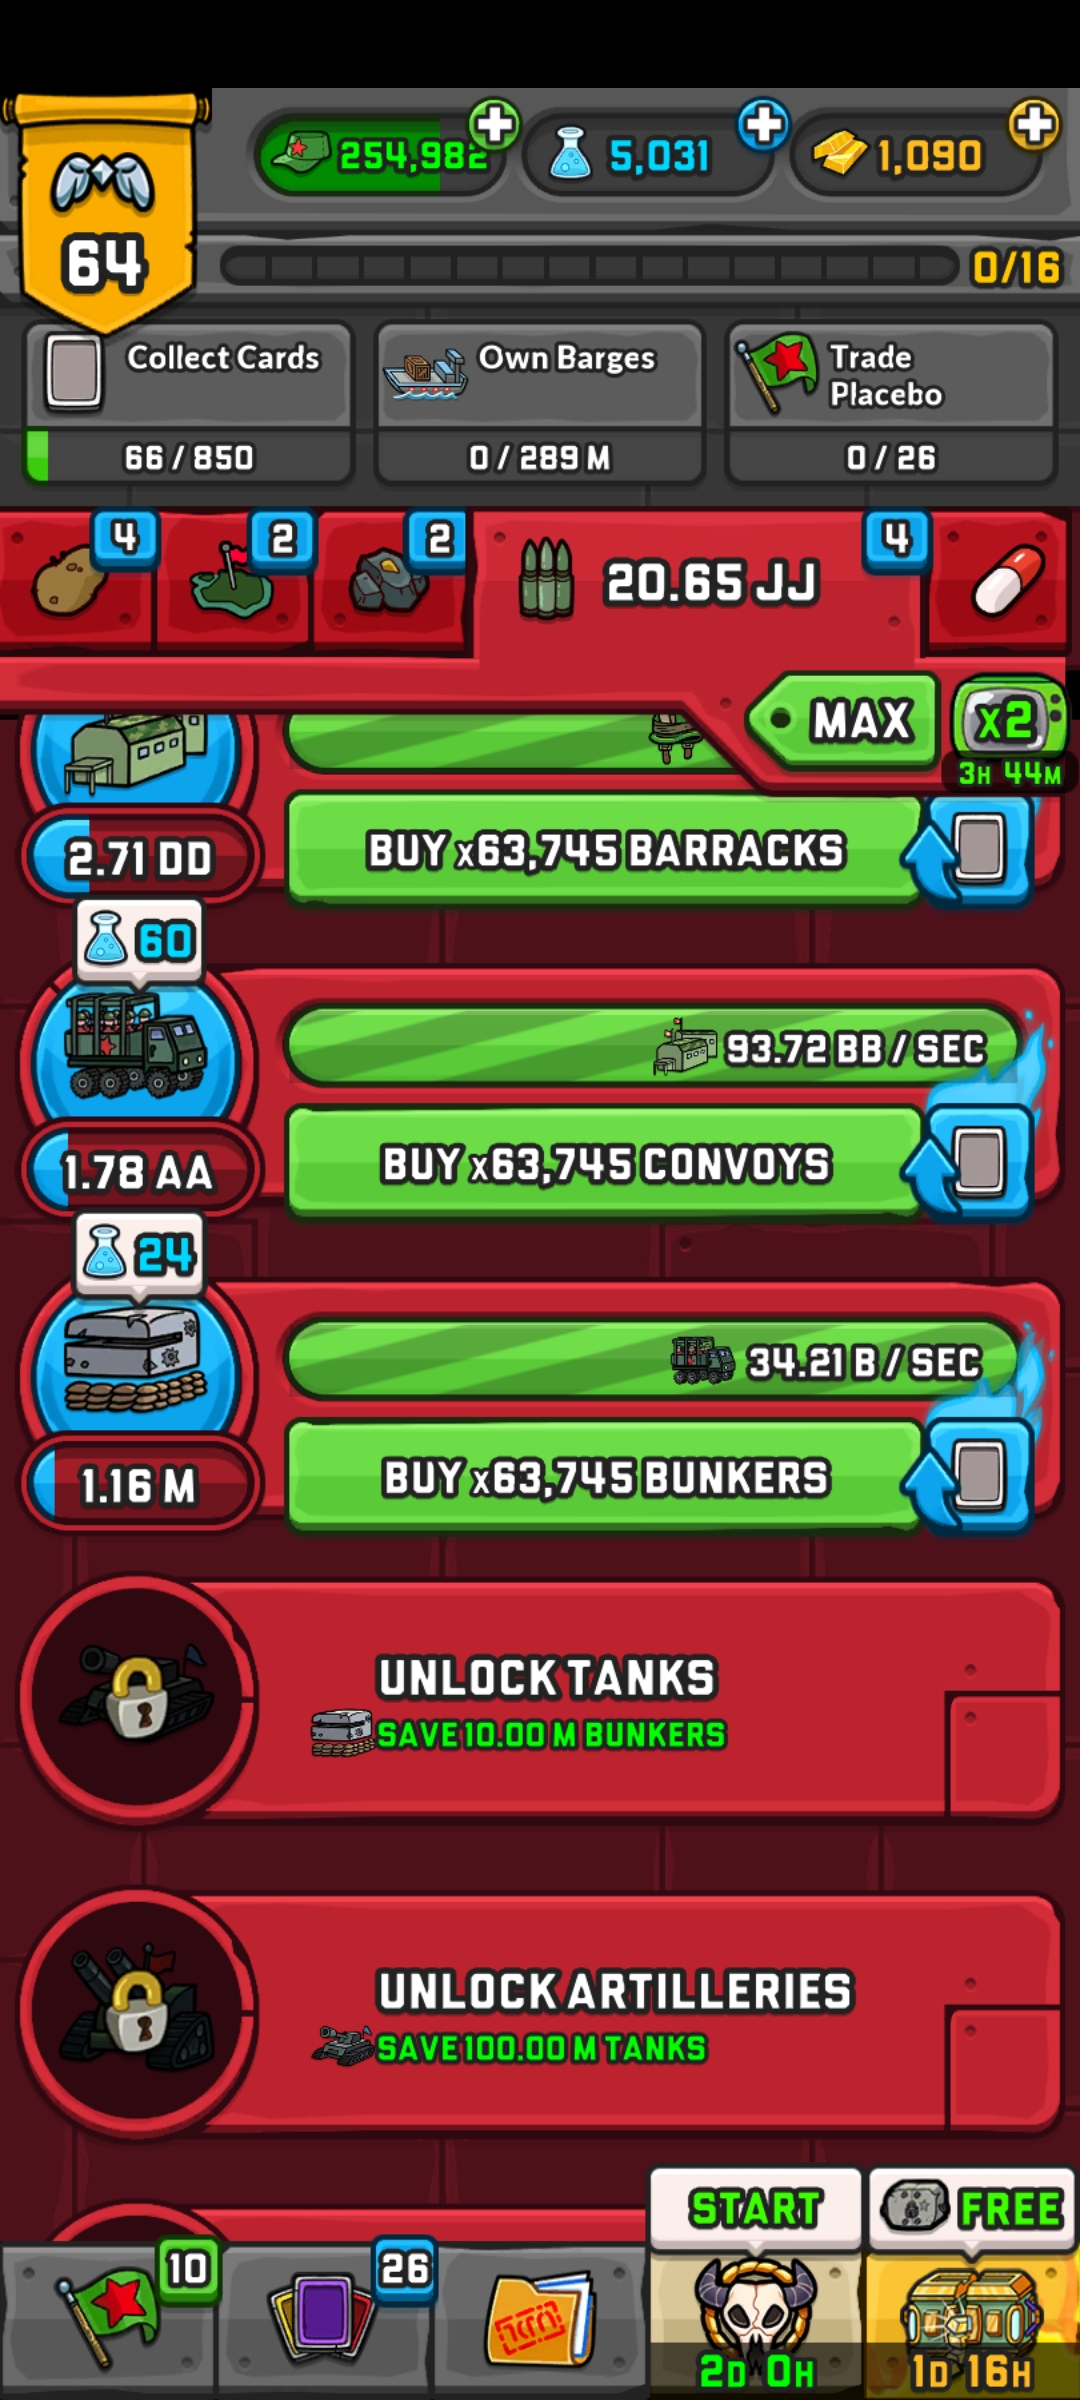 254,982
5,031
1,090
64
0/16
Collect Cards
66 / 850
Own Barges
0 / 289 M
Trade
Placebo
0 / 26
4
2
2
20.65 JJ
4
MAX
x2
3H 44M
2.71 DD
BUY x63,745 BARRACKS
60
93.72 BB / SEC
1.78 AA
BUY x63,745 CONVOYS
24
34.21 B / SEC
1.16 M
BUY x63,745 BUNKERS
UNLOCK TANKS
SAVE 10.00 M BUNKERS
UNLOCK ARTILLERIES
SAVE 100.00 M TANKS
START
FREE
10
26
2D 0H
1D 16H